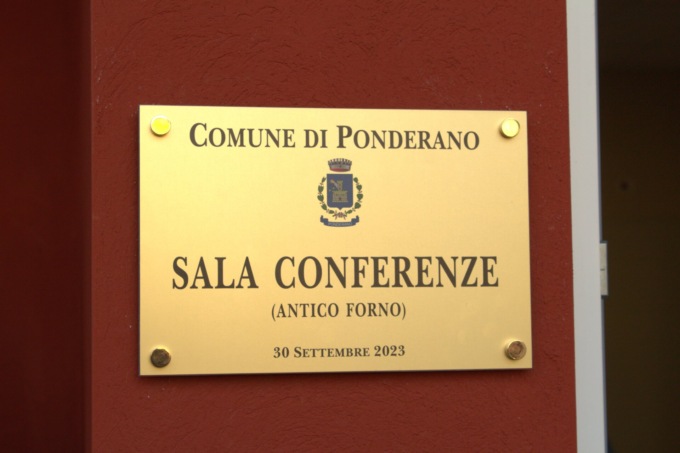 COMUNE DI PONDERANO
SALA CONFERENZE
(ANTICO FORNO)
30 SETTEMBRE 2023